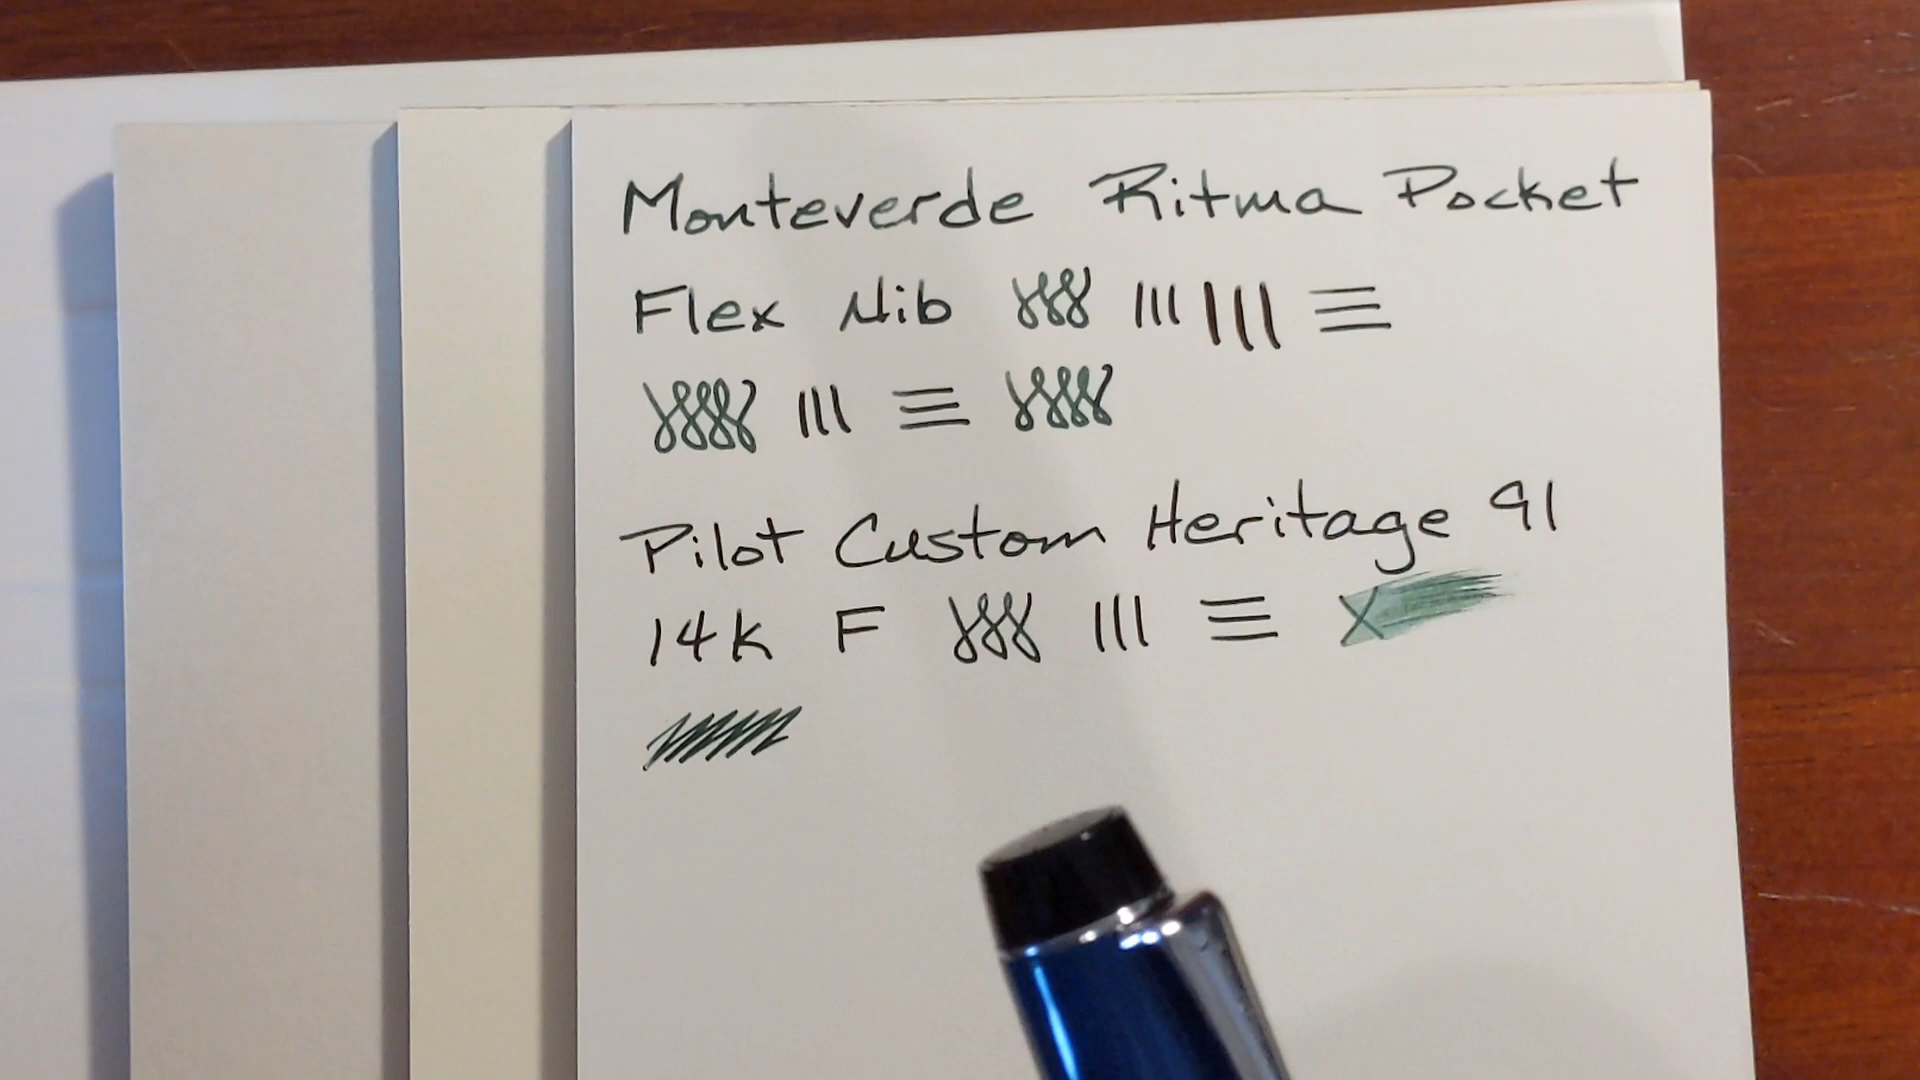 Monteverde Ritma Pocket
Flex Nib
Pilot Custom Heritage 91
14K F X